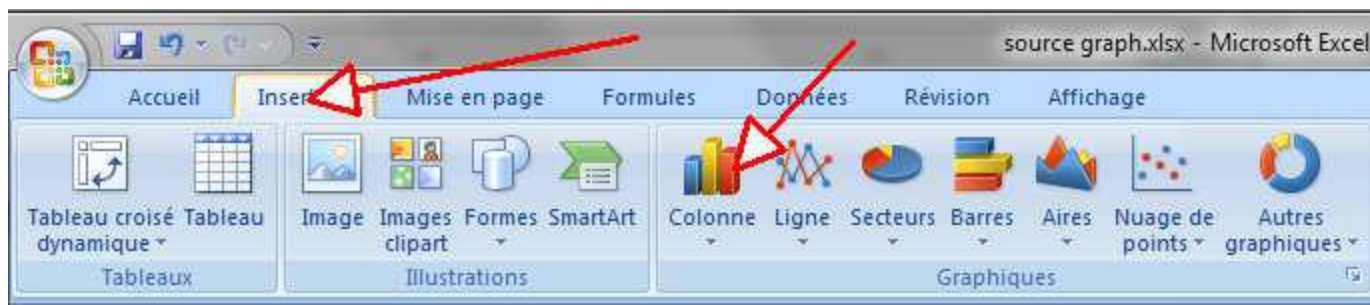 source graph.xlsx - Microsoft Excel
Accueil Mise en page Formules Données Révision Affichage
Tableau croisé Tableau Image Images Formes SmartArt Colonne Ligne Secteurs Barres Aires Nuage de Autres
dynamique clipart points graphiques
Tableaux Illustrations Graphiques